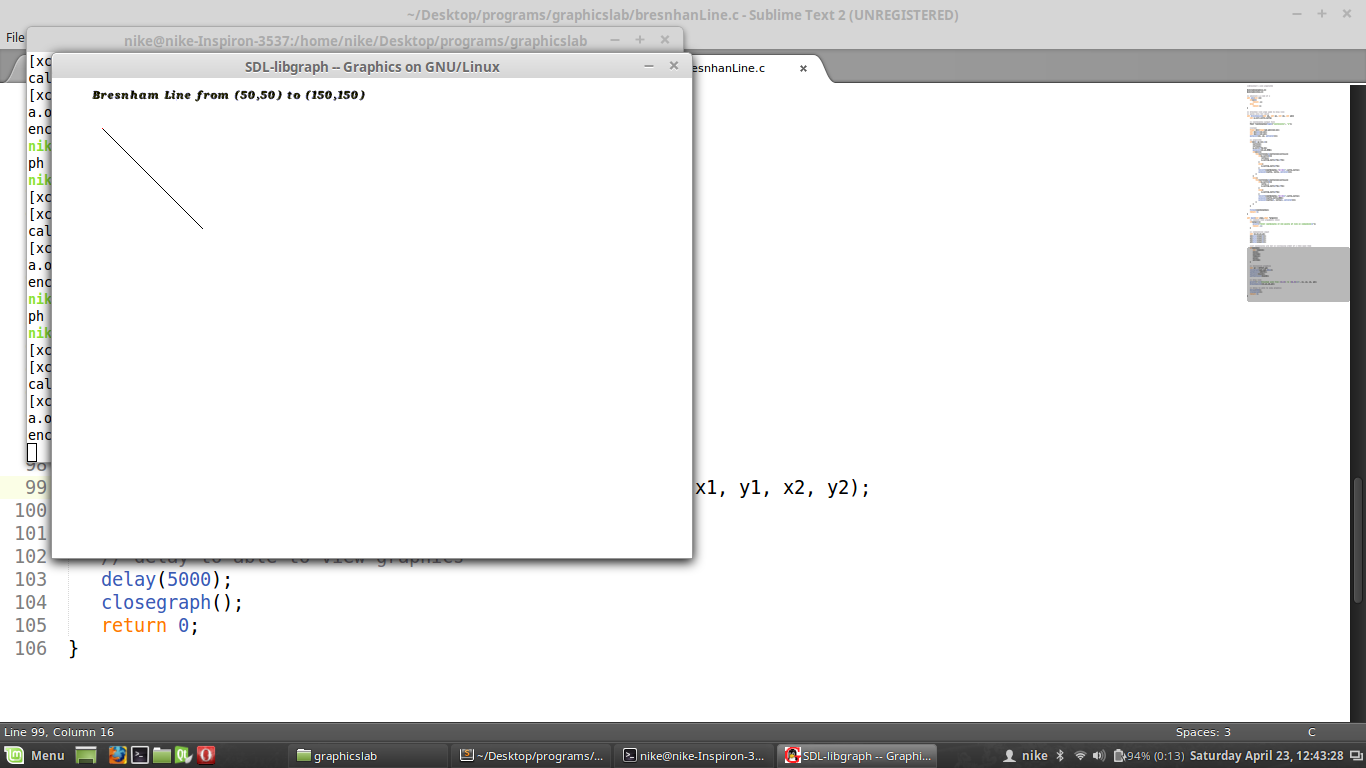 ~/Desktop/programs/graphicslab/bresnhanLine.c - Sublime Text 2 (UNREGISTERED)
File
nike@nike-Inspiron-3537:/home/nike/Desktop/programs/graphicslab
SDL-libgraph -- Graphics on GNU/Linux
esnhanLine.c
Bresnham Line from (50,50) to (150,150)
[xc
cal
[xc
a.o
enc
nik
ph
nik
[xc
[xc
cal
[xc
a.o
enc
nik
ph
nik
[xc
[xc
cal
[xc
a.o
enc
98
99 x1, y1, x2, y2);
100
101
102 // delay to able to view graphics
103 delay(5000);
104 closegraph();
105 return 0;
106 }
Line 99, Column 16
Spaces: 3
C
Menu
graphicslab
~/Desktop/programs/...
nike@nike-Inspiron-3...
SDL-libgraph -- Graphi...
nike
94% (0:13)
Saturday April 23, 12:43:28